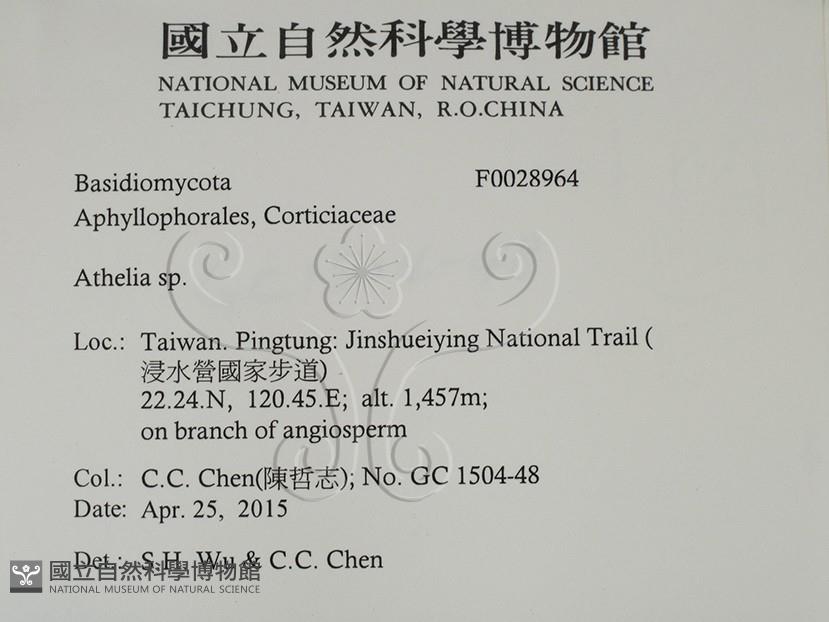 國立自然科學博物館
NATIONAL MUSEUM OF NATURAL SCIENCE
TAICHUNG, TAIWAN, R.O.CHINA
Basidiomycota F0028964
Aphyllophorales, Corticiaceae
Athelia sp.
Loc.: Taiwan. Pingtung: Jinshueiying National Trail (
浸水營國家步道)
22.24.N, 120.45.E; alt. 1,457m;
on branch of angiosperm
Col.: C.C. Chen(陳哲志); No. GC 1504-48
Date: Apr. 25, 2015
Det.: S.H. Wu & C.C. Chen
國立自然科學博物館
NATIONAL MUSEUM OF NATURAL SCIENCE